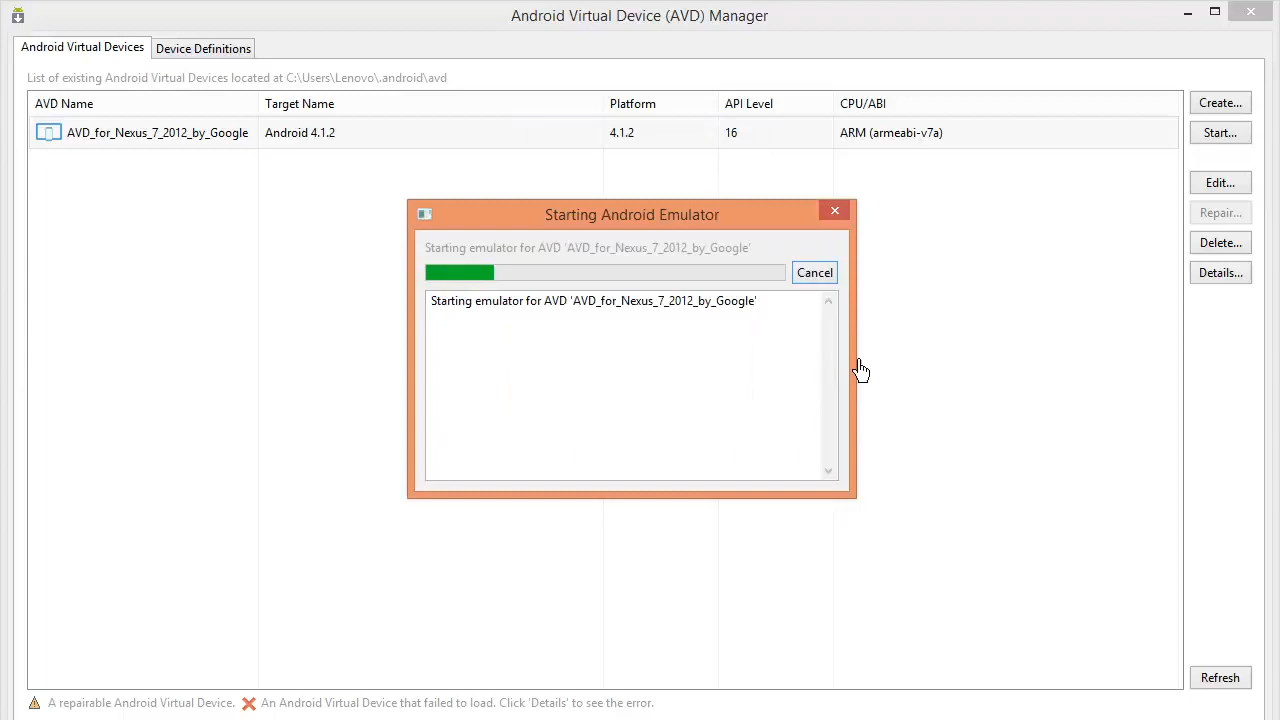 Android Virtual Device (AVD) Manager
Android Virtual Devices
Device Definitions
List of existing Android Virtual Devices located at C:\Users\Lenovo\.android\avd
AVD Name Target Name Platform API Level CPU/ABI
AVD_for_Nexus_7_2012_by_Google Android 4.1.2 4.1.2 16 ARM (armeabi-v7a)
Create...
Start...
Edit...
Repair...
Delete...
Details...
Starting Android Emulator
Starting emulator for AVD 'AVD_for_Nexus_7_2012_by_Google'
Cancel
Starting emulator for AVD 'AVD_for_Nexus_7_2012_by_Google'
Refresh
A repairable Android Virtual Device. An Android Virtual Device that failed to load. Click 'Details' to see the error.